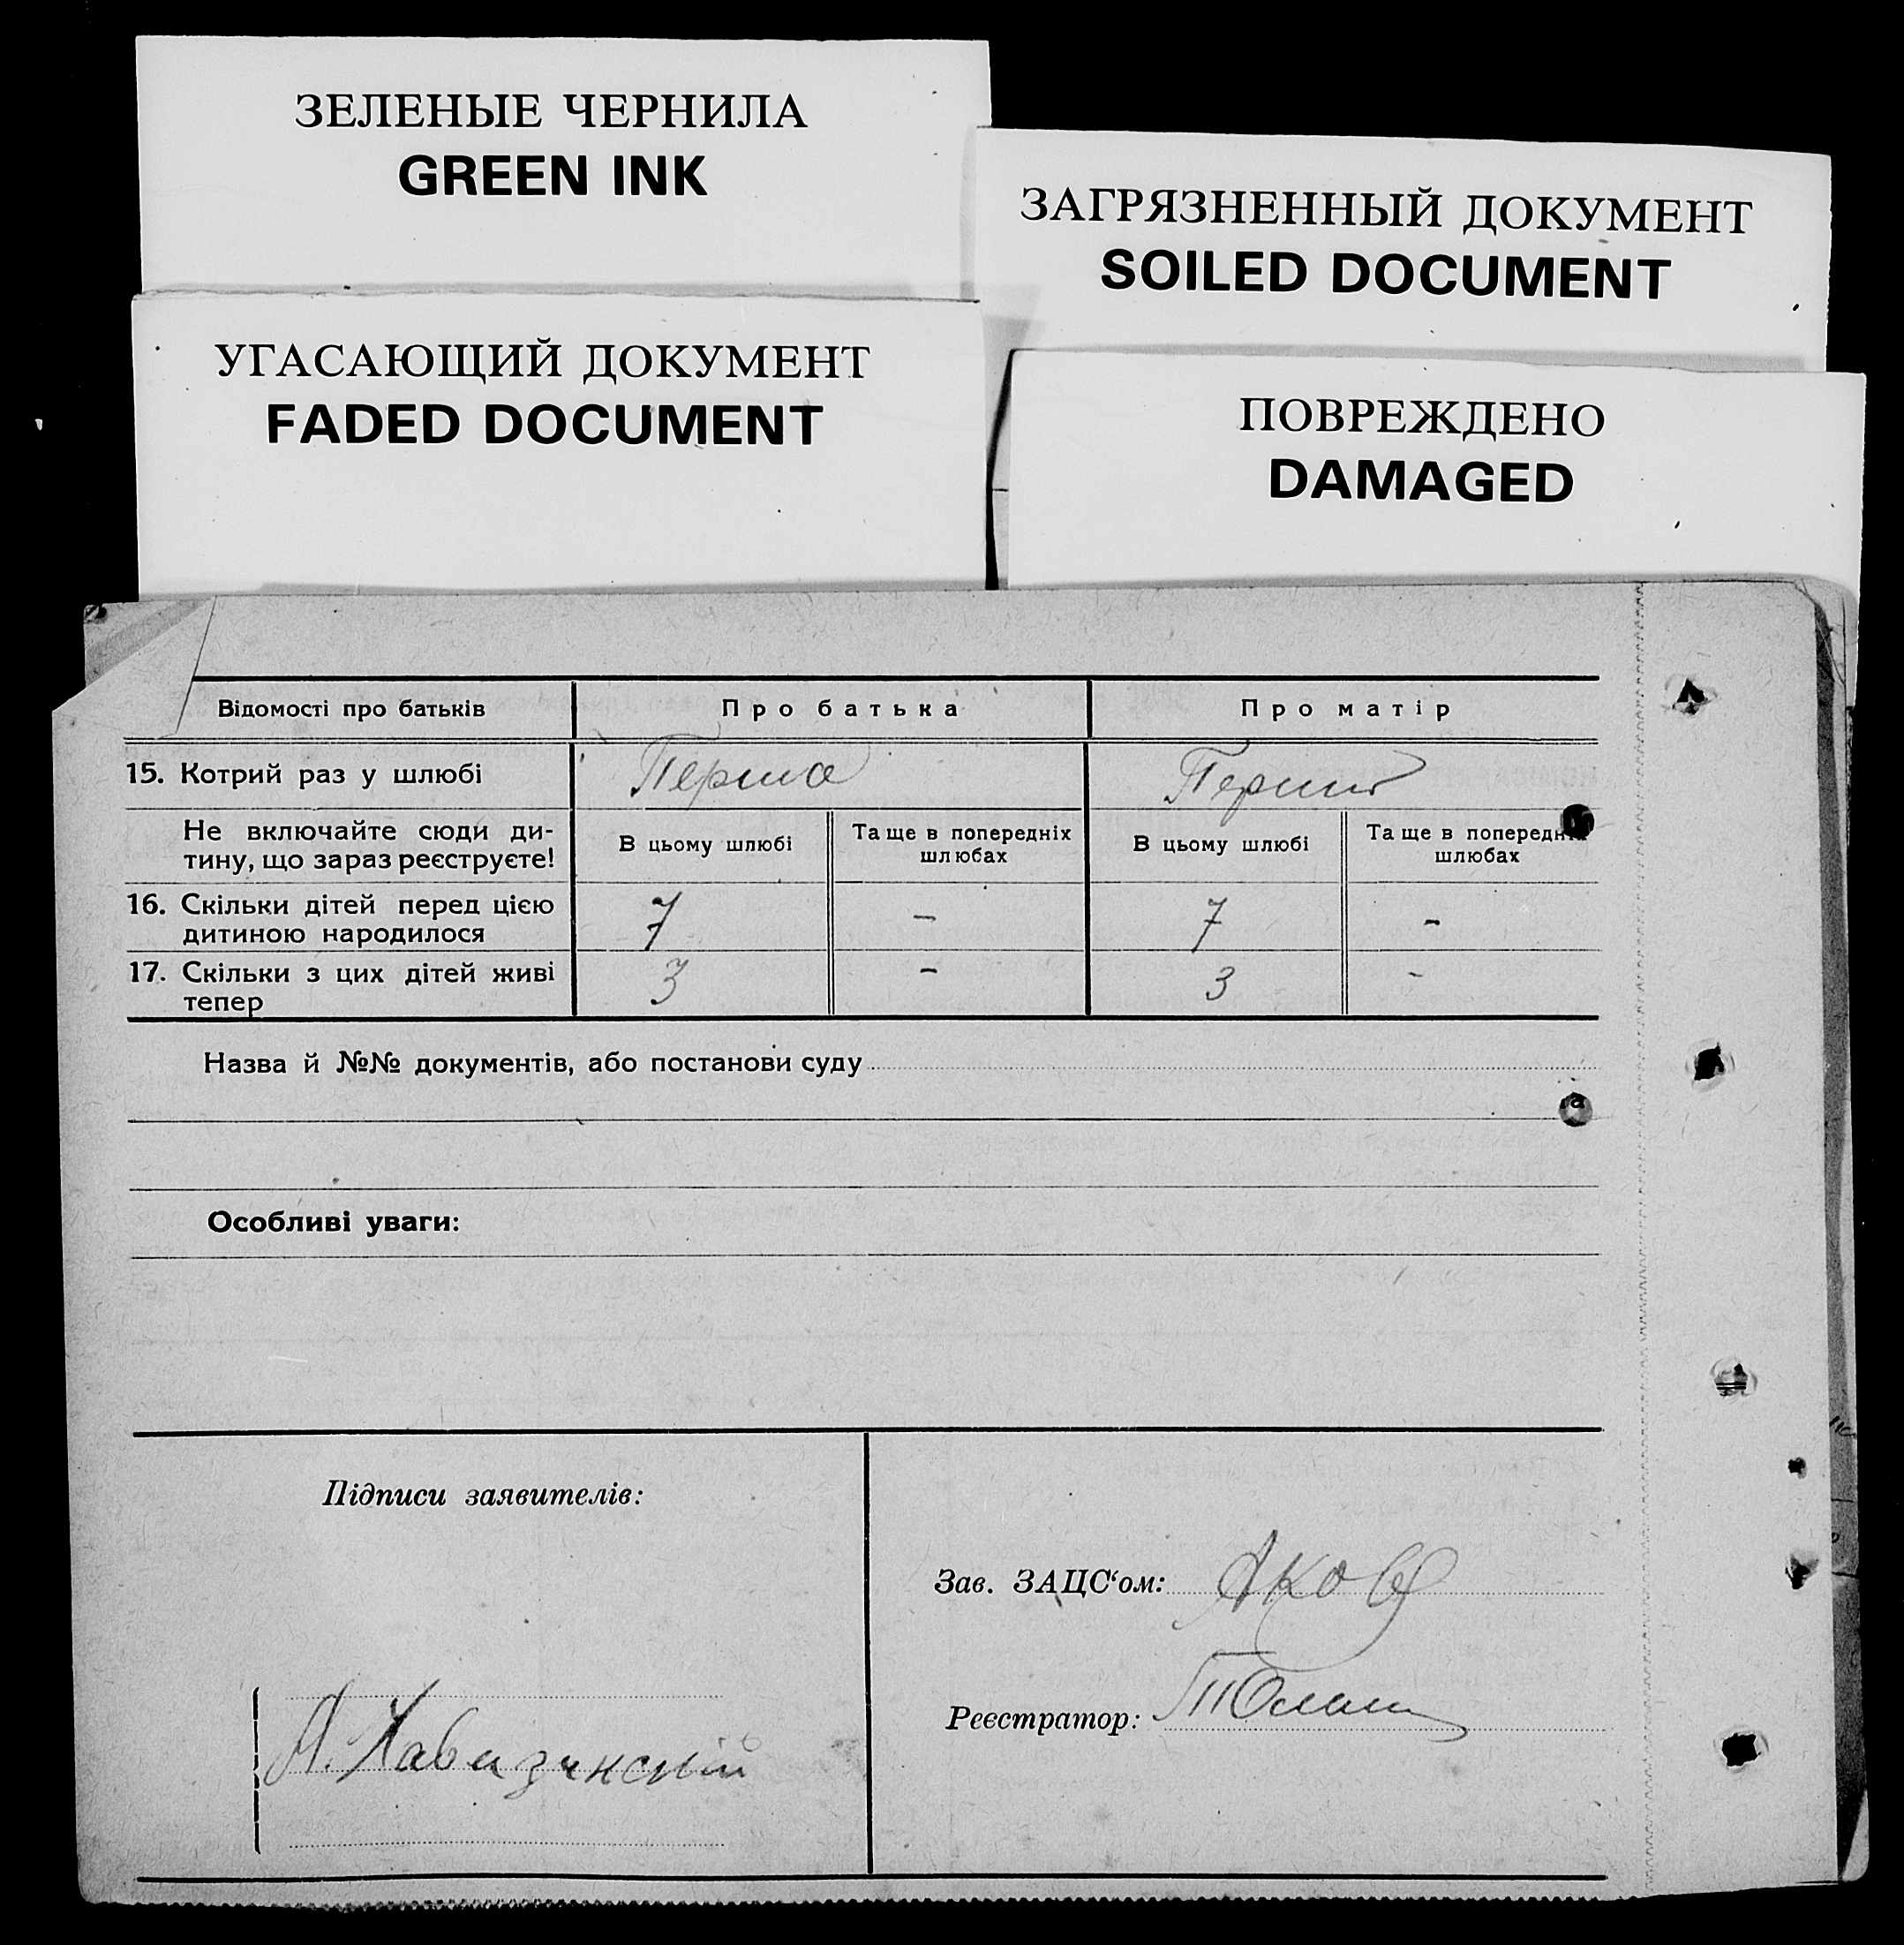 ЗЕЛЕНЫЕ ЧЕРНИЛА
GREEN INK
ЗАГРЯЗНЕННЫЙ ДОКУМЕНТ
SOILED DOCUMENT
УГАСАЮЩИЙ ДОКУМЕНТ
FADED DOCUMENT
ПОВРЕЖДЕНО
DAMAGED
Відомості про батьків Про батька Про матір
15. Котрий раз у шлюбі
Не включайте сюди ди-
тину, що зараз реєструєте!
В цьому шлюбі
Та ще в попередніх
шлюбах
В цьому шлюбі
Та ще в попередніх
шлюбах
16. Скільки дітей перед цією
дитиною народилося
7 - 7 -
17. Скільки з цих дітей живі
тепер
3 - 3 -
Назва й №№ документів, або постанови суду
Особливі уваги:
Підписи заявителів:
Зав. ЗАЦС‘ом:
Реєстратор: